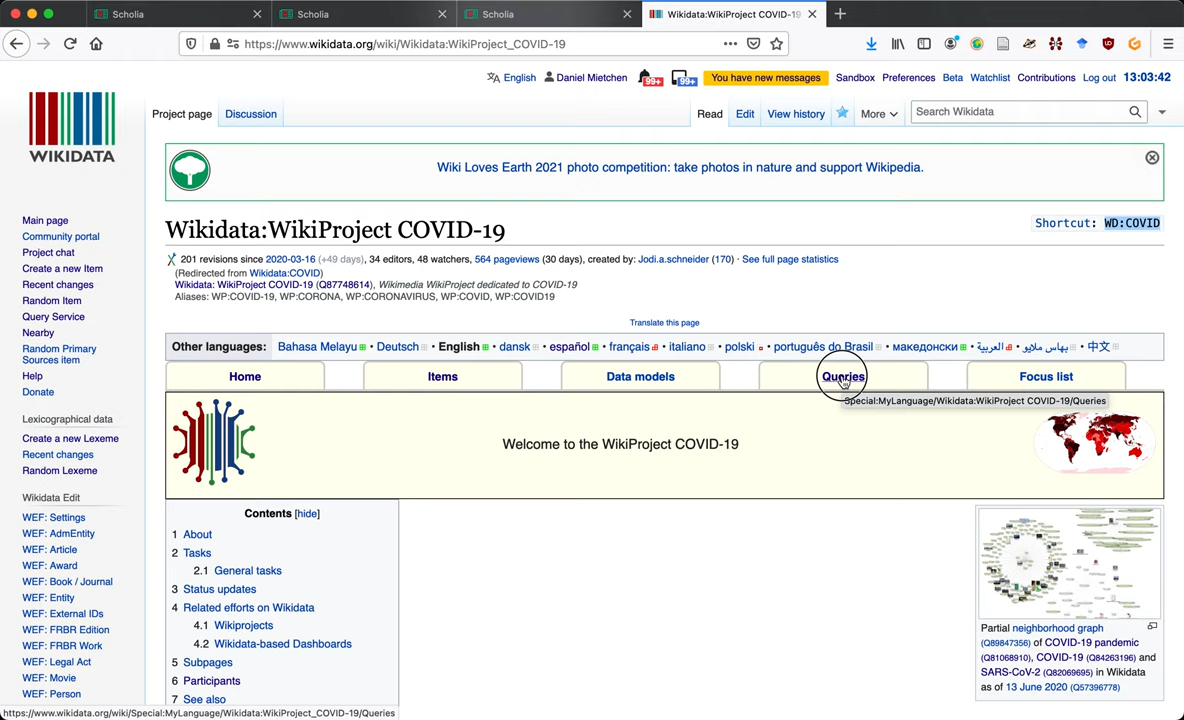 Scholia
Scholia
Scholia
Wikidata:WikiProject COVID-19
https://www.wikidata.org/wiki/Wikidata:WikiProject_COVID-19
English
Daniel Mietchen
99+
99+
You have new messages
Sandbox
Preferences
Beta
Watchlist
Contributions
Log out
13:03:42
WIKIDATA
Project page
Discussion
Read
Edit
View history
More
Search Wikidata
Wiki Loves Earth 2021 photo competition: take photos in nature and support Wikipedia.
Wikidata:WikiProject COVID-19
Shortcut: WD:COVID
201 revisions since 2020-03-16 (+49 days), 34 editors, 48 watchers, 564 pageviews (30 days), created by: Jodi.a.schneider (170) · See full page statistics
(Redirected from Wikidata:COVID)
Wikidata: WikiProject COVID-19 (Q87748614), Wikimedia WikiProject dedicated to COVID-19
Aliases: WP:COVID-19, WP:CORONA, WP:CORONAVIRUS, WP:COVID, WP:COVID19
Translate this page
Other languages: Bahasa Melayu • Deutsch • English • dansk • español • français • italiano • polski • português do Brasil • македонски • العربية • بهاس ملايو • 中文
Home
Items
Data models
Queries
Focus list
Special:MyLanguage/Wikidata:WikiProject COVID-19/Queries
Welcome to the WikiProject COVID-19
Main page
Community portal
Project chat
Create a new Item
Recent changes
Random Item
Query Service
Nearby
Random Primary
Sources item
Help
Donate
Lexicographical data
Create a new Lexeme
Recent changes
Random Lexeme
Wikidata Edit
WEF: Settings
WEF: AdmEntity
WEF: Article
WEF: Award
WEF: Book / Journal
WEF: Entity
WEF: External IDs
WEF: FRBR Edition
WEF: FRBR Work
WEF: Legal Act
WEF: Movie
WEF: Person
Contents [hide]
1 About
2 Tasks
2.1 General tasks
3 Status updates
4 Related efforts on Wikidata
4.1 Wikiprojects
4.2 Wikidata-based Dashboards
5 Subpages
6 Participants
7 See also
Partial neighborhood graph
(Q89847356) of COVID-19 pandemic
(Q81068910), COVID-19 (Q84263196) and
SARS-CoV-2 (Q82069695) in Wikidata
as of 13 June 2020 (Q57396778)
https://www.wikidata.org/wiki/Special:MyLanguage/Wikidata:WikiProject_COVID-19/Queries